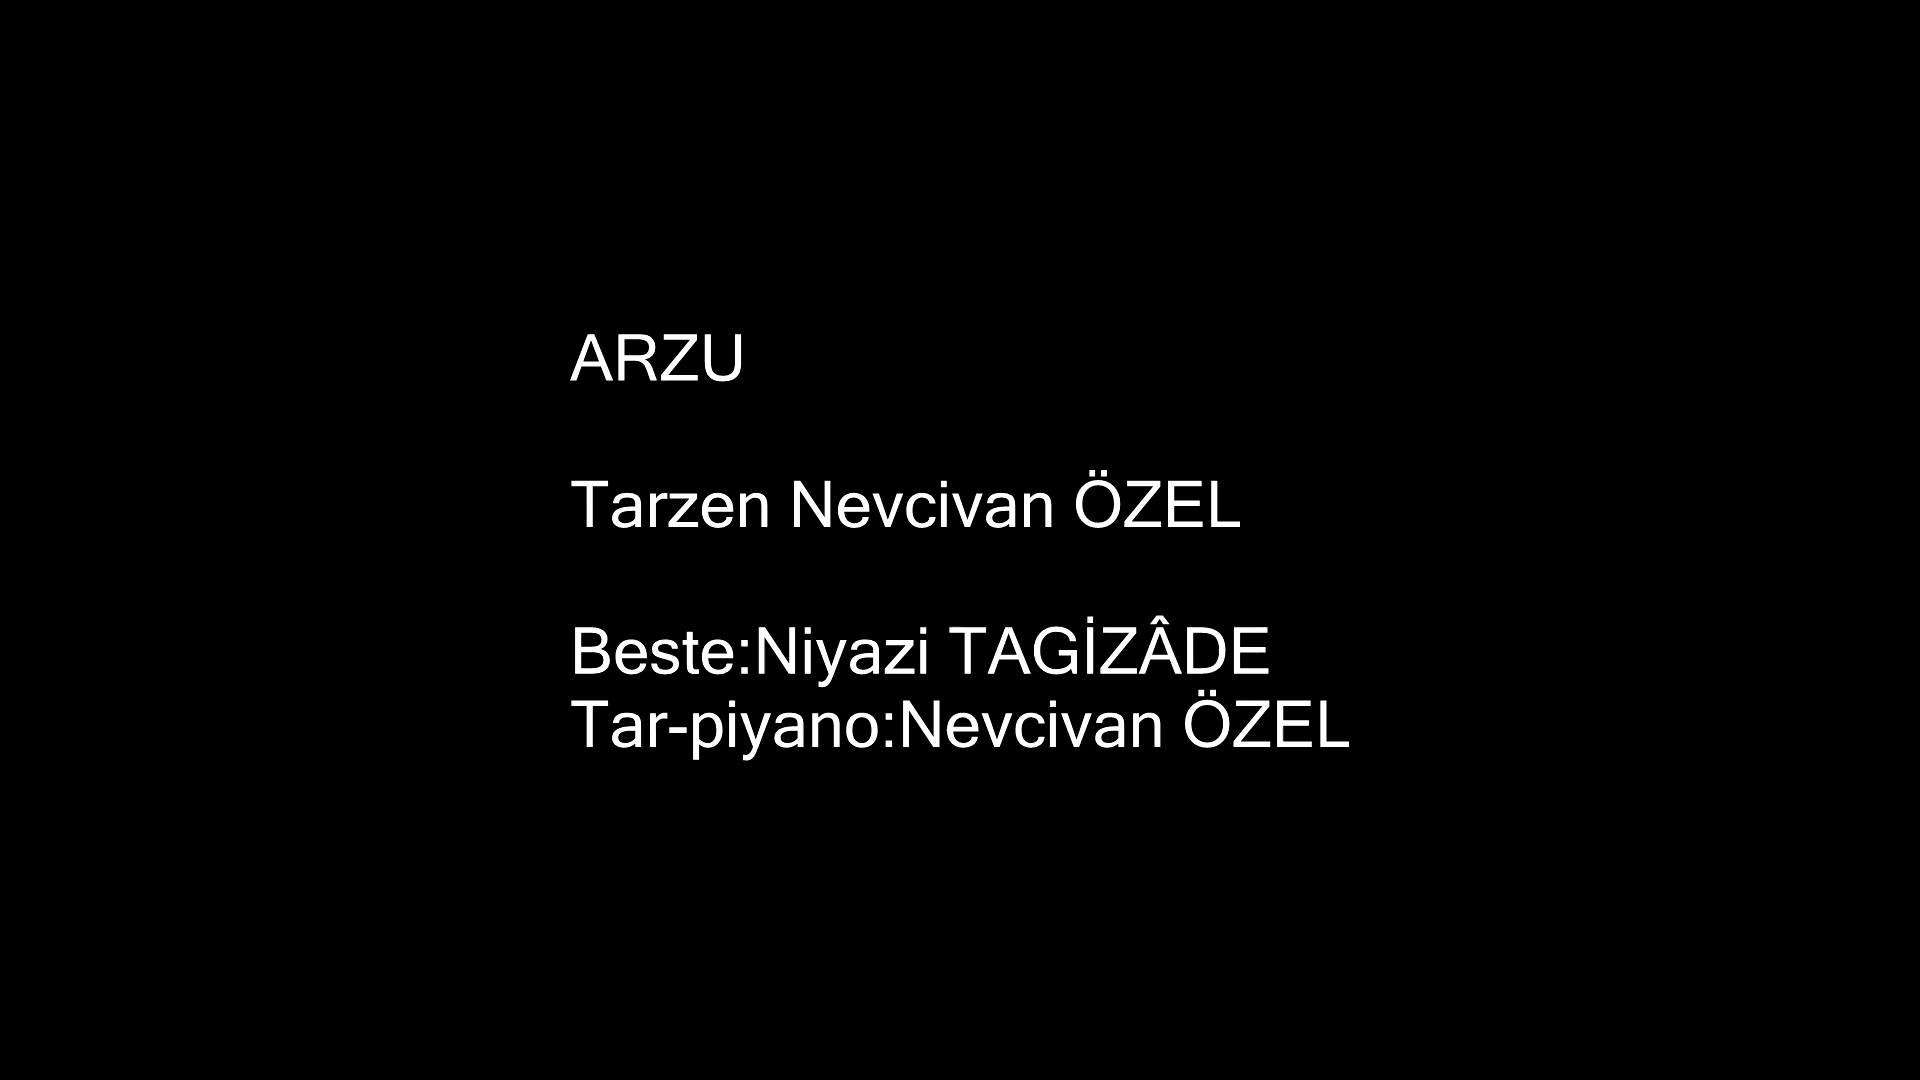 ARZU
Tarzen Nevcivan ÖZEL
Beste:Niyazi TAGİZÂDE
Tar-piyano:Nevcivan ÖZEL